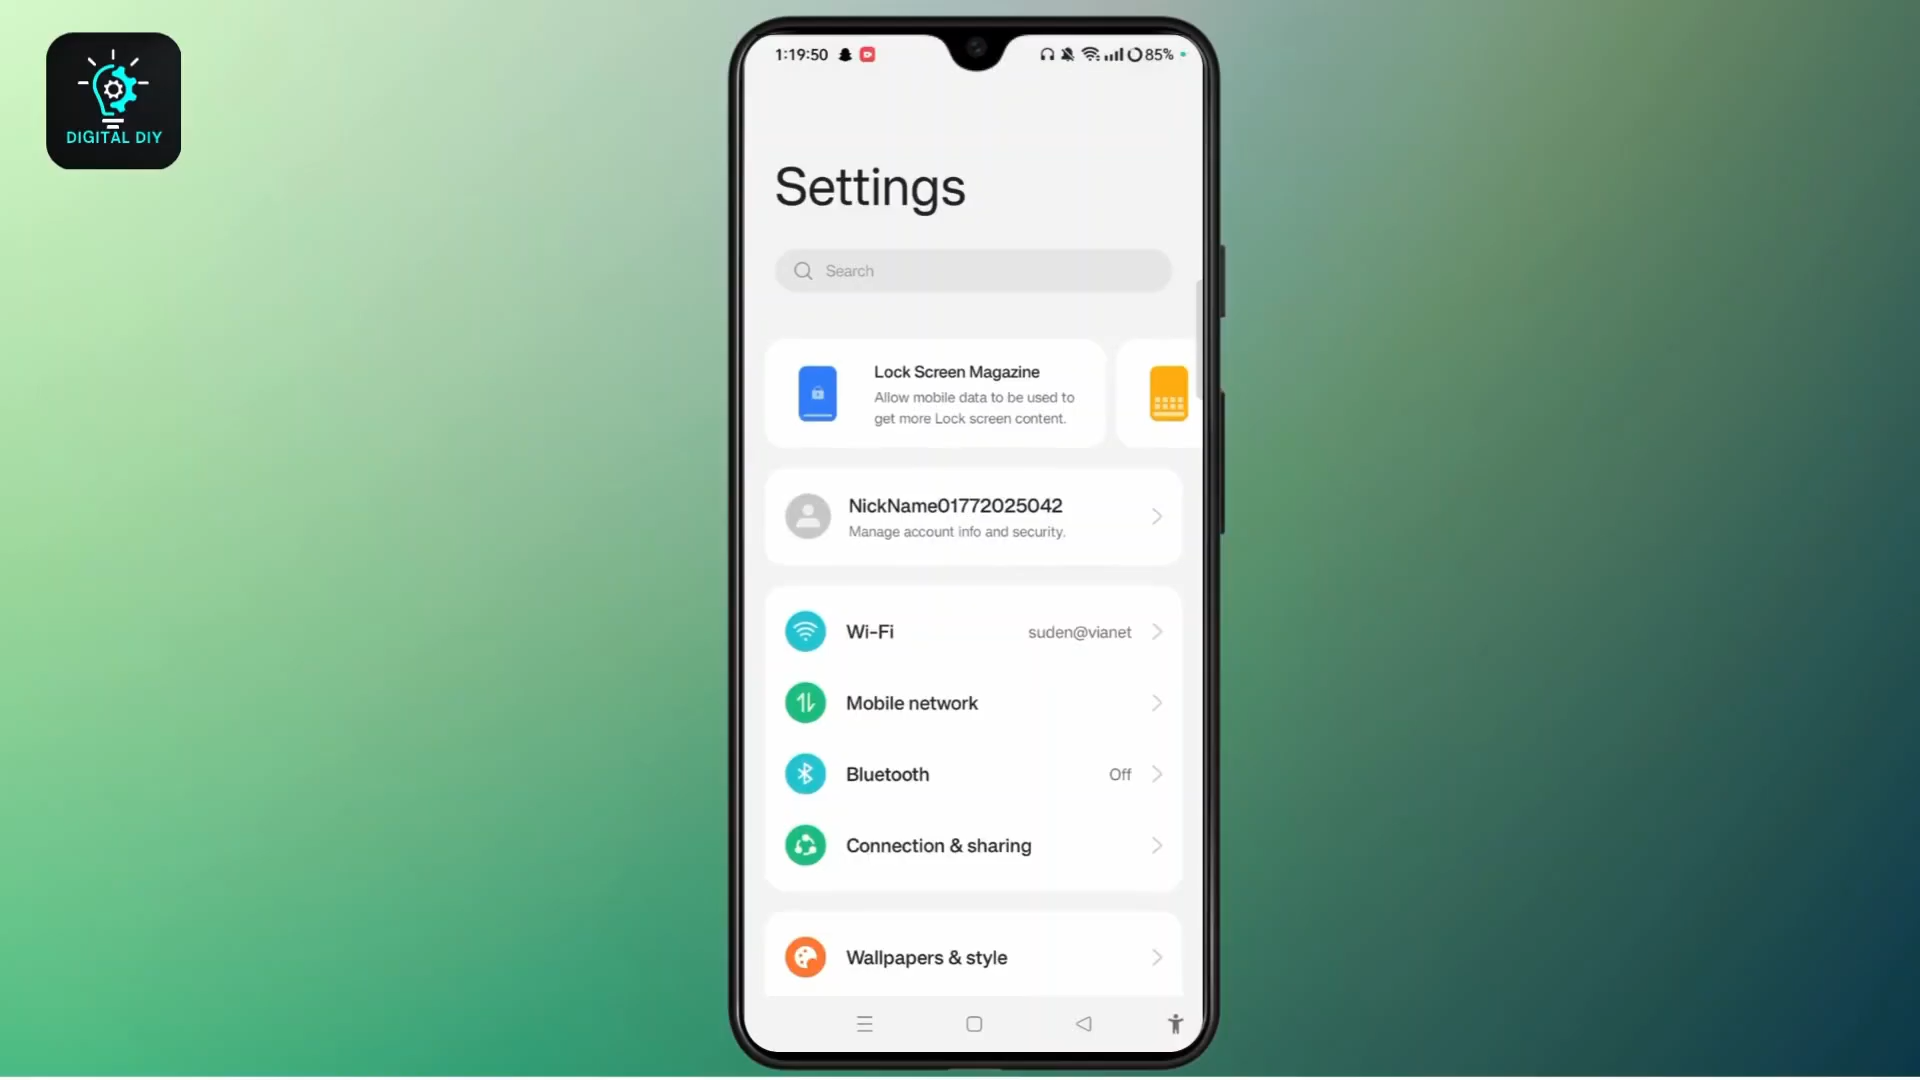 DIGITAL DIY
1:19:50 85%
Settings
Search
Lock Screen Magazine
Allow mobile data to be used to
get more Lock screen content.
NickName01772025042
Manage account info and security.
Wi-Fi suden@vianet
Mobile network
Bluetooth Off
Connection & sharing
Wallpapers & style